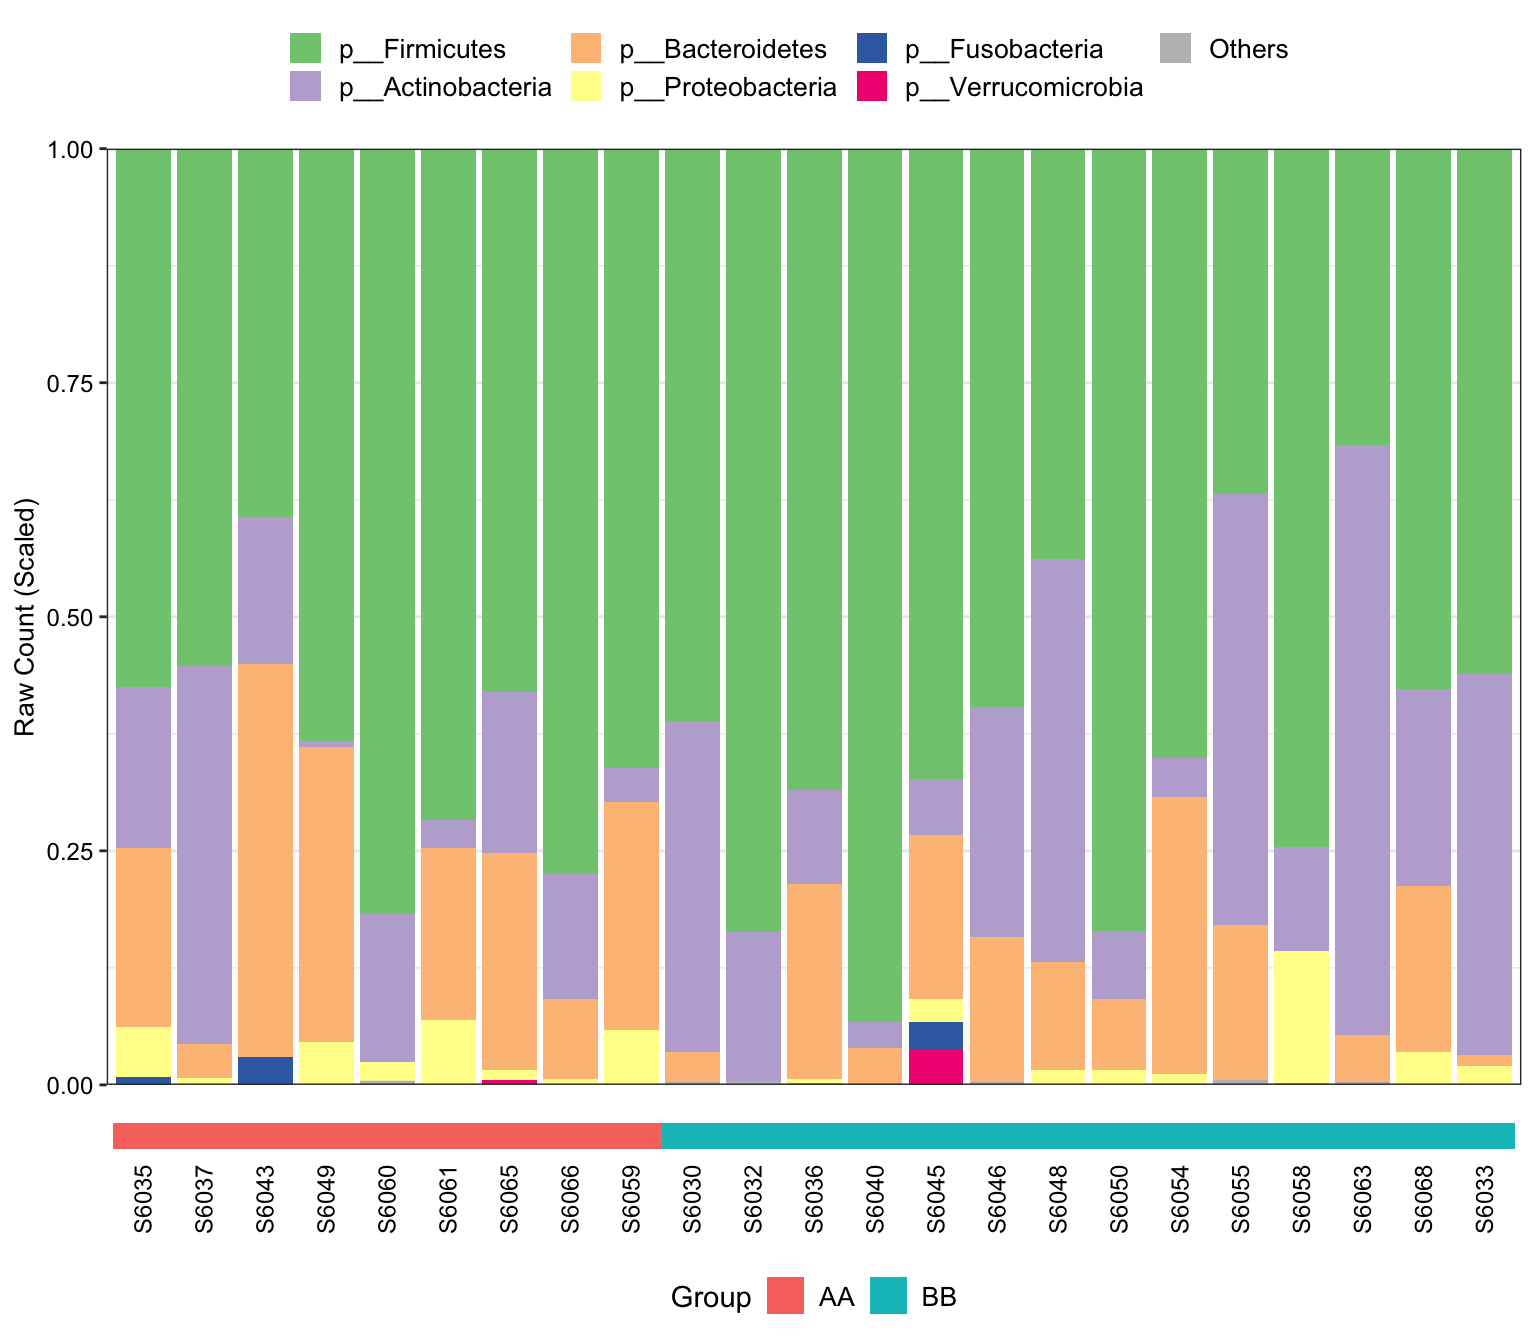 p__Firmicutes p__Bacteroidetes p__Fusobacteria Others
p__Actinobacteria p__Proteobacteria p__Verrucomicrobia
1.00
0.75
0.50
0.25
0.00
Raw Count (Scaled)
S6035 S6037 S6043 S6049 S6060 S6061 S6065 S6066 S6059 S6030 S6032 S6036 S6040 S6045 S6046 S6048 S6050 S6054 S6055 S6058 S6063 S6068 S6033
Group AA BB